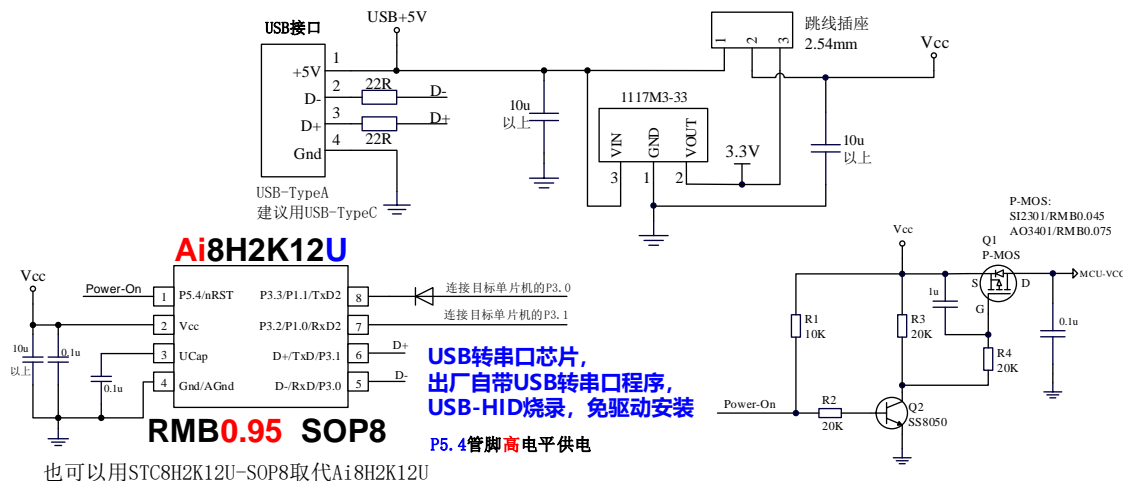 USB接口
USB+5V
1
+5V
2
22R
D-
D-
3
D+
D+
4
22R
Gnd
USB-TypeA
建议用USB-TypeC
10u
以上
跳线插座
2.54mm
1
2
3
Vcc
1117M3-33
VIN
GND
VOUT
3
1
2
3.3V
10u
以上
P-MOS:
SI2301/RMB0.045
AO3401/RMB0.075
Ai8H2K12U
Vcc
Power-On
1
P5.4/nRST
P3.3/P1.1/TxD2
8
连接目标单片机的P3.0
2
Vcc
P3.2/P1.0/RxD2
7
连接目标单片机的P3.1
3
UCap
D+/TxD/P3.1
6
D+
4
Gnd/AGnd
D-/RxD/P3.0
5
D-
10u
以上
0.1u
0.1u
RMB0.95 SOP8
USB转串口芯片,
出厂自带USB转串口程序,
USB-HID烧录，免驱动安装
P5.4管脚高电平供电
也可以用STC8H2K12U-SOP8取代Ai8H2K12U
Vcc
Q1
P-MOS
S
D
G
MCU-VCC
1u
0.1u
R1
10K
R3
20K
R4
20K
Power-On
R2
20K
Q2
SS8050